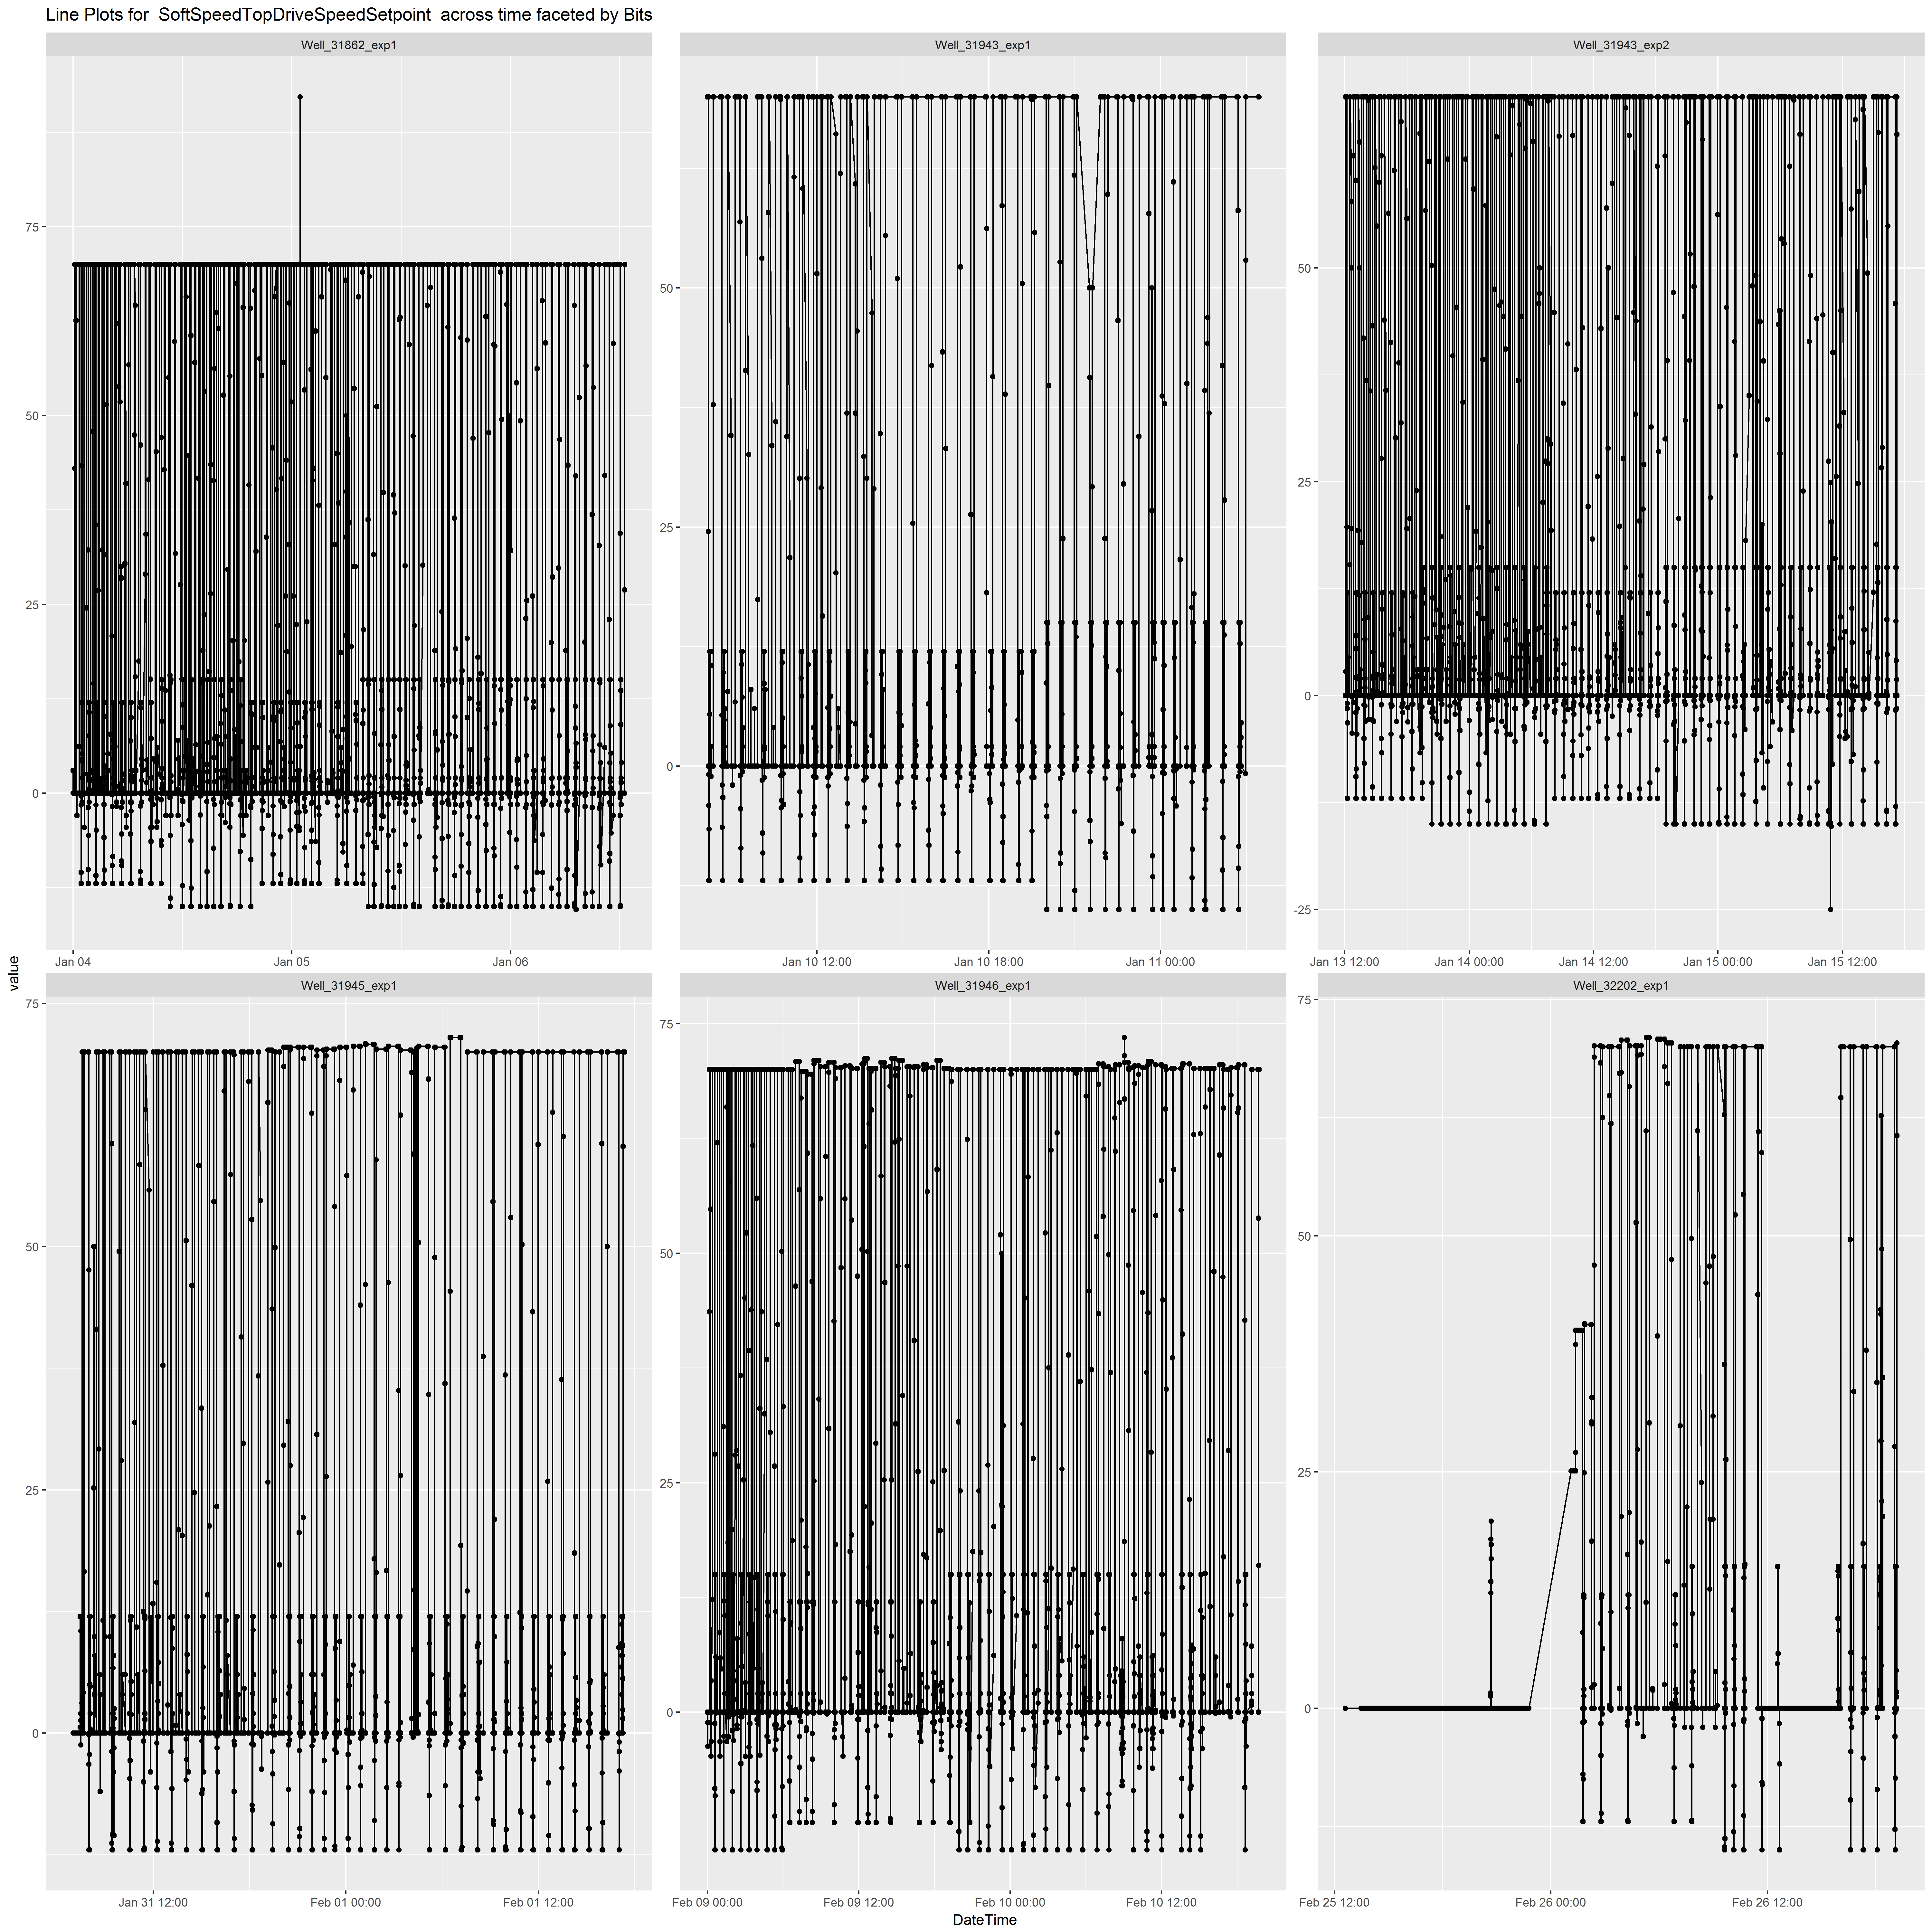 Line Plots for  SoftSpeedTopDriveSpeedSetpoint  across time faceted by Bits
Well_31862_exp1
Well_31943_exp1
Well_31943_exp2
75
50
25
0
50
25
0
50
25
0
-25
Jan 04
Jan 05
Jan 06
Jan 10 12:00
Jan 10 18:00
Jan 11 00:00
Jan 13 12:00
Jan 14 00:00
Jan 14 12:00
Jan 15 00:00
Jan 15 12:00
value
Well_31945_exp1
Well_31946_exp1
Well_32202_exp1
75
50
25
0
75
50
25
0
75
50
25
0
Jan 31 12:00
Feb 01 00:00
Feb 01 12:00
Feb 09 00:00
Feb 09 12:00
Feb 10 00:00
Feb 10 12:00
Feb 25 12:00
Feb 26 00:00
Feb 26 12:00
DateTime